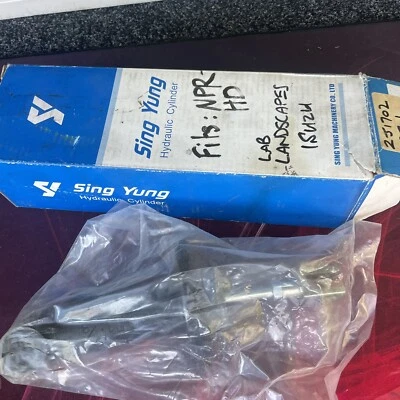 Sing Yung
Hydraulic Cylinder
Fits: NPR-
HD
LAB
LANDSCAPES
ISUZU
SING YUNG MACHINERY CO. LTD
25702
Sing Yung
Hydraulic Cylinder